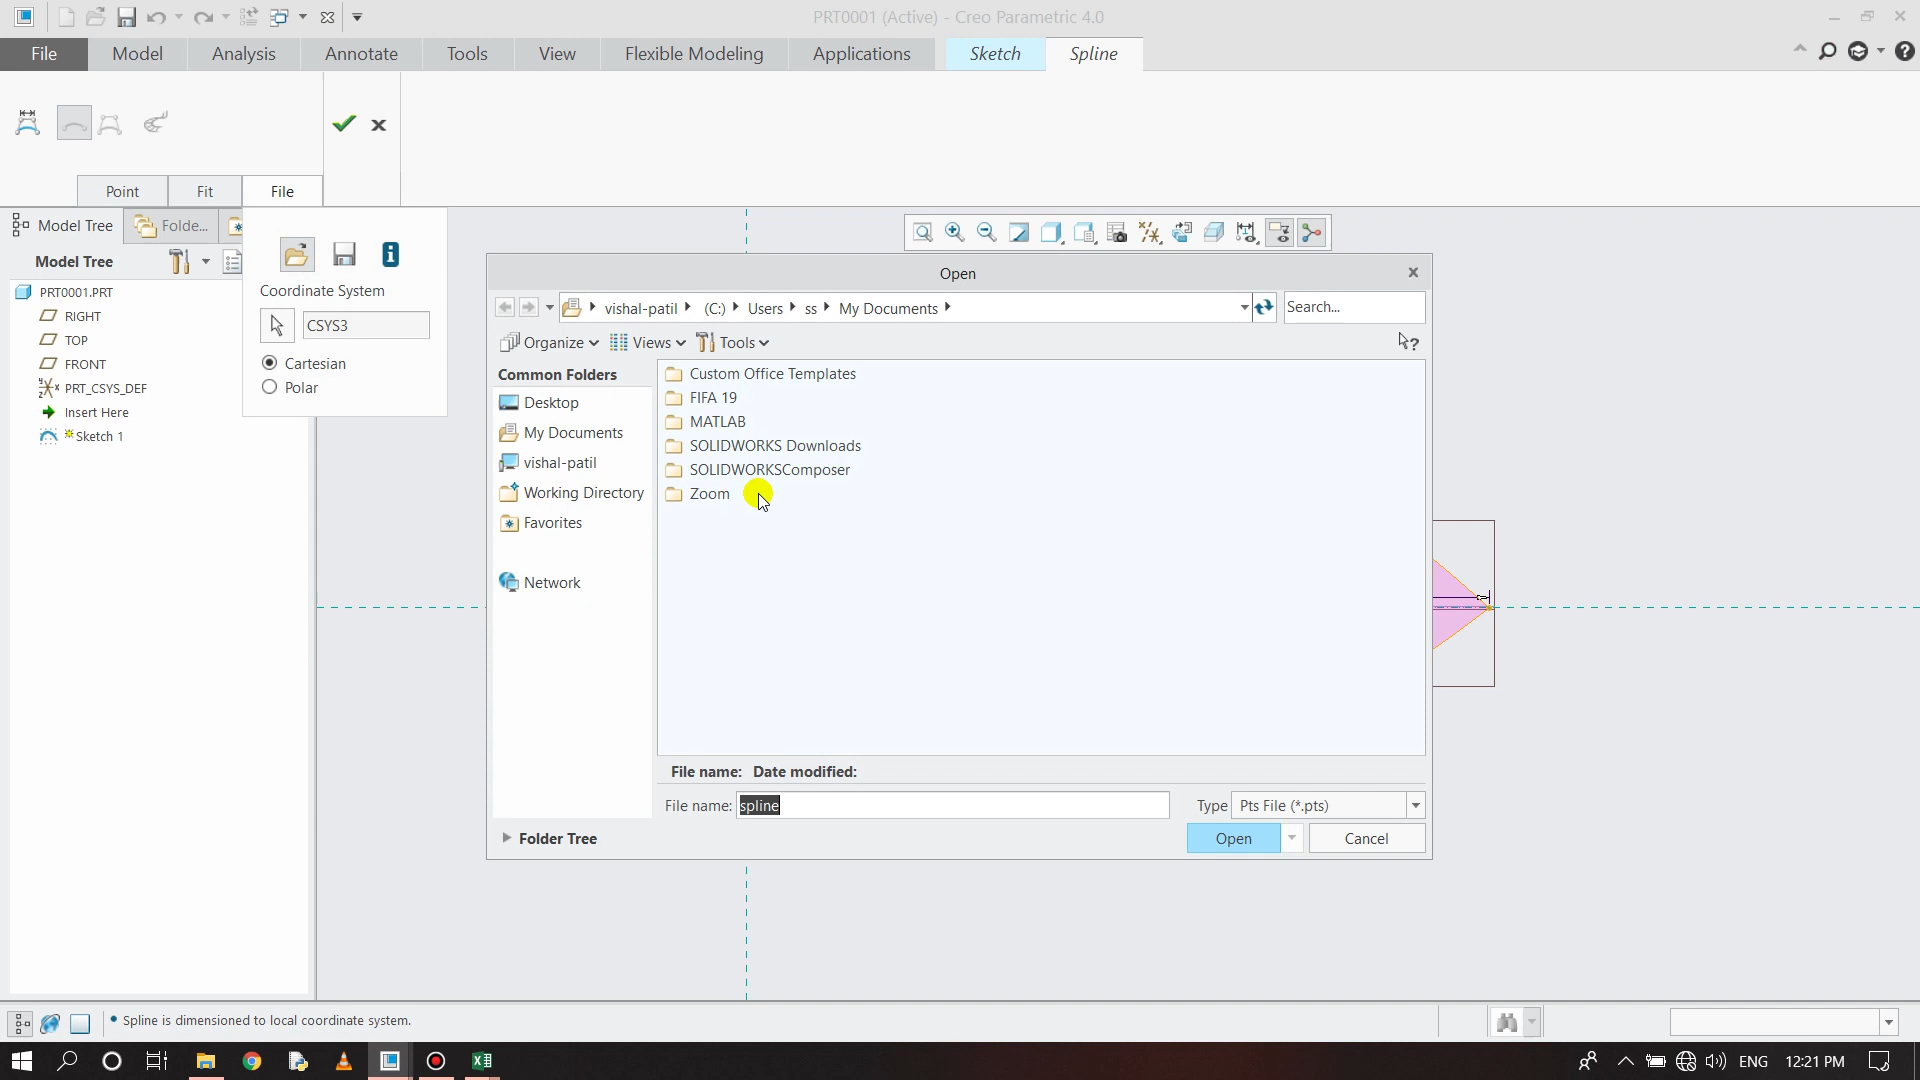 PRT0001 (Active) - Creo Parametric 4.0
File Model Analysis Annotate Tools View Flexible Modeling Applications Sketch Spline
Point Fit File
Model Tree Folde...
Model Tree
PRT0001.PRT
RIGHT
TOP
FRONT
PRT_CSYS_DEF
Insert Here
Sketch 1
Coordinate System
CSYS3
Cartesian
Polar
Open
vishal-patil (C:) Users ss My Documents
Search...
Organize Views Tools
Common Folders
Desktop
My Documents
vishal-patil
Working Directory
Favorites
Network
Custom Office Templates
FIFA 19
MATLAB
SOLIDWORKS Downloads
SOLIDWORKSComposer
Zoom
File name: Date modified:
File name: spline
Type Pts File (*.pts)
Folder Tree
Open Cancel
Spline is dimensioned to local coordinate system.
ENG 12:21 PM